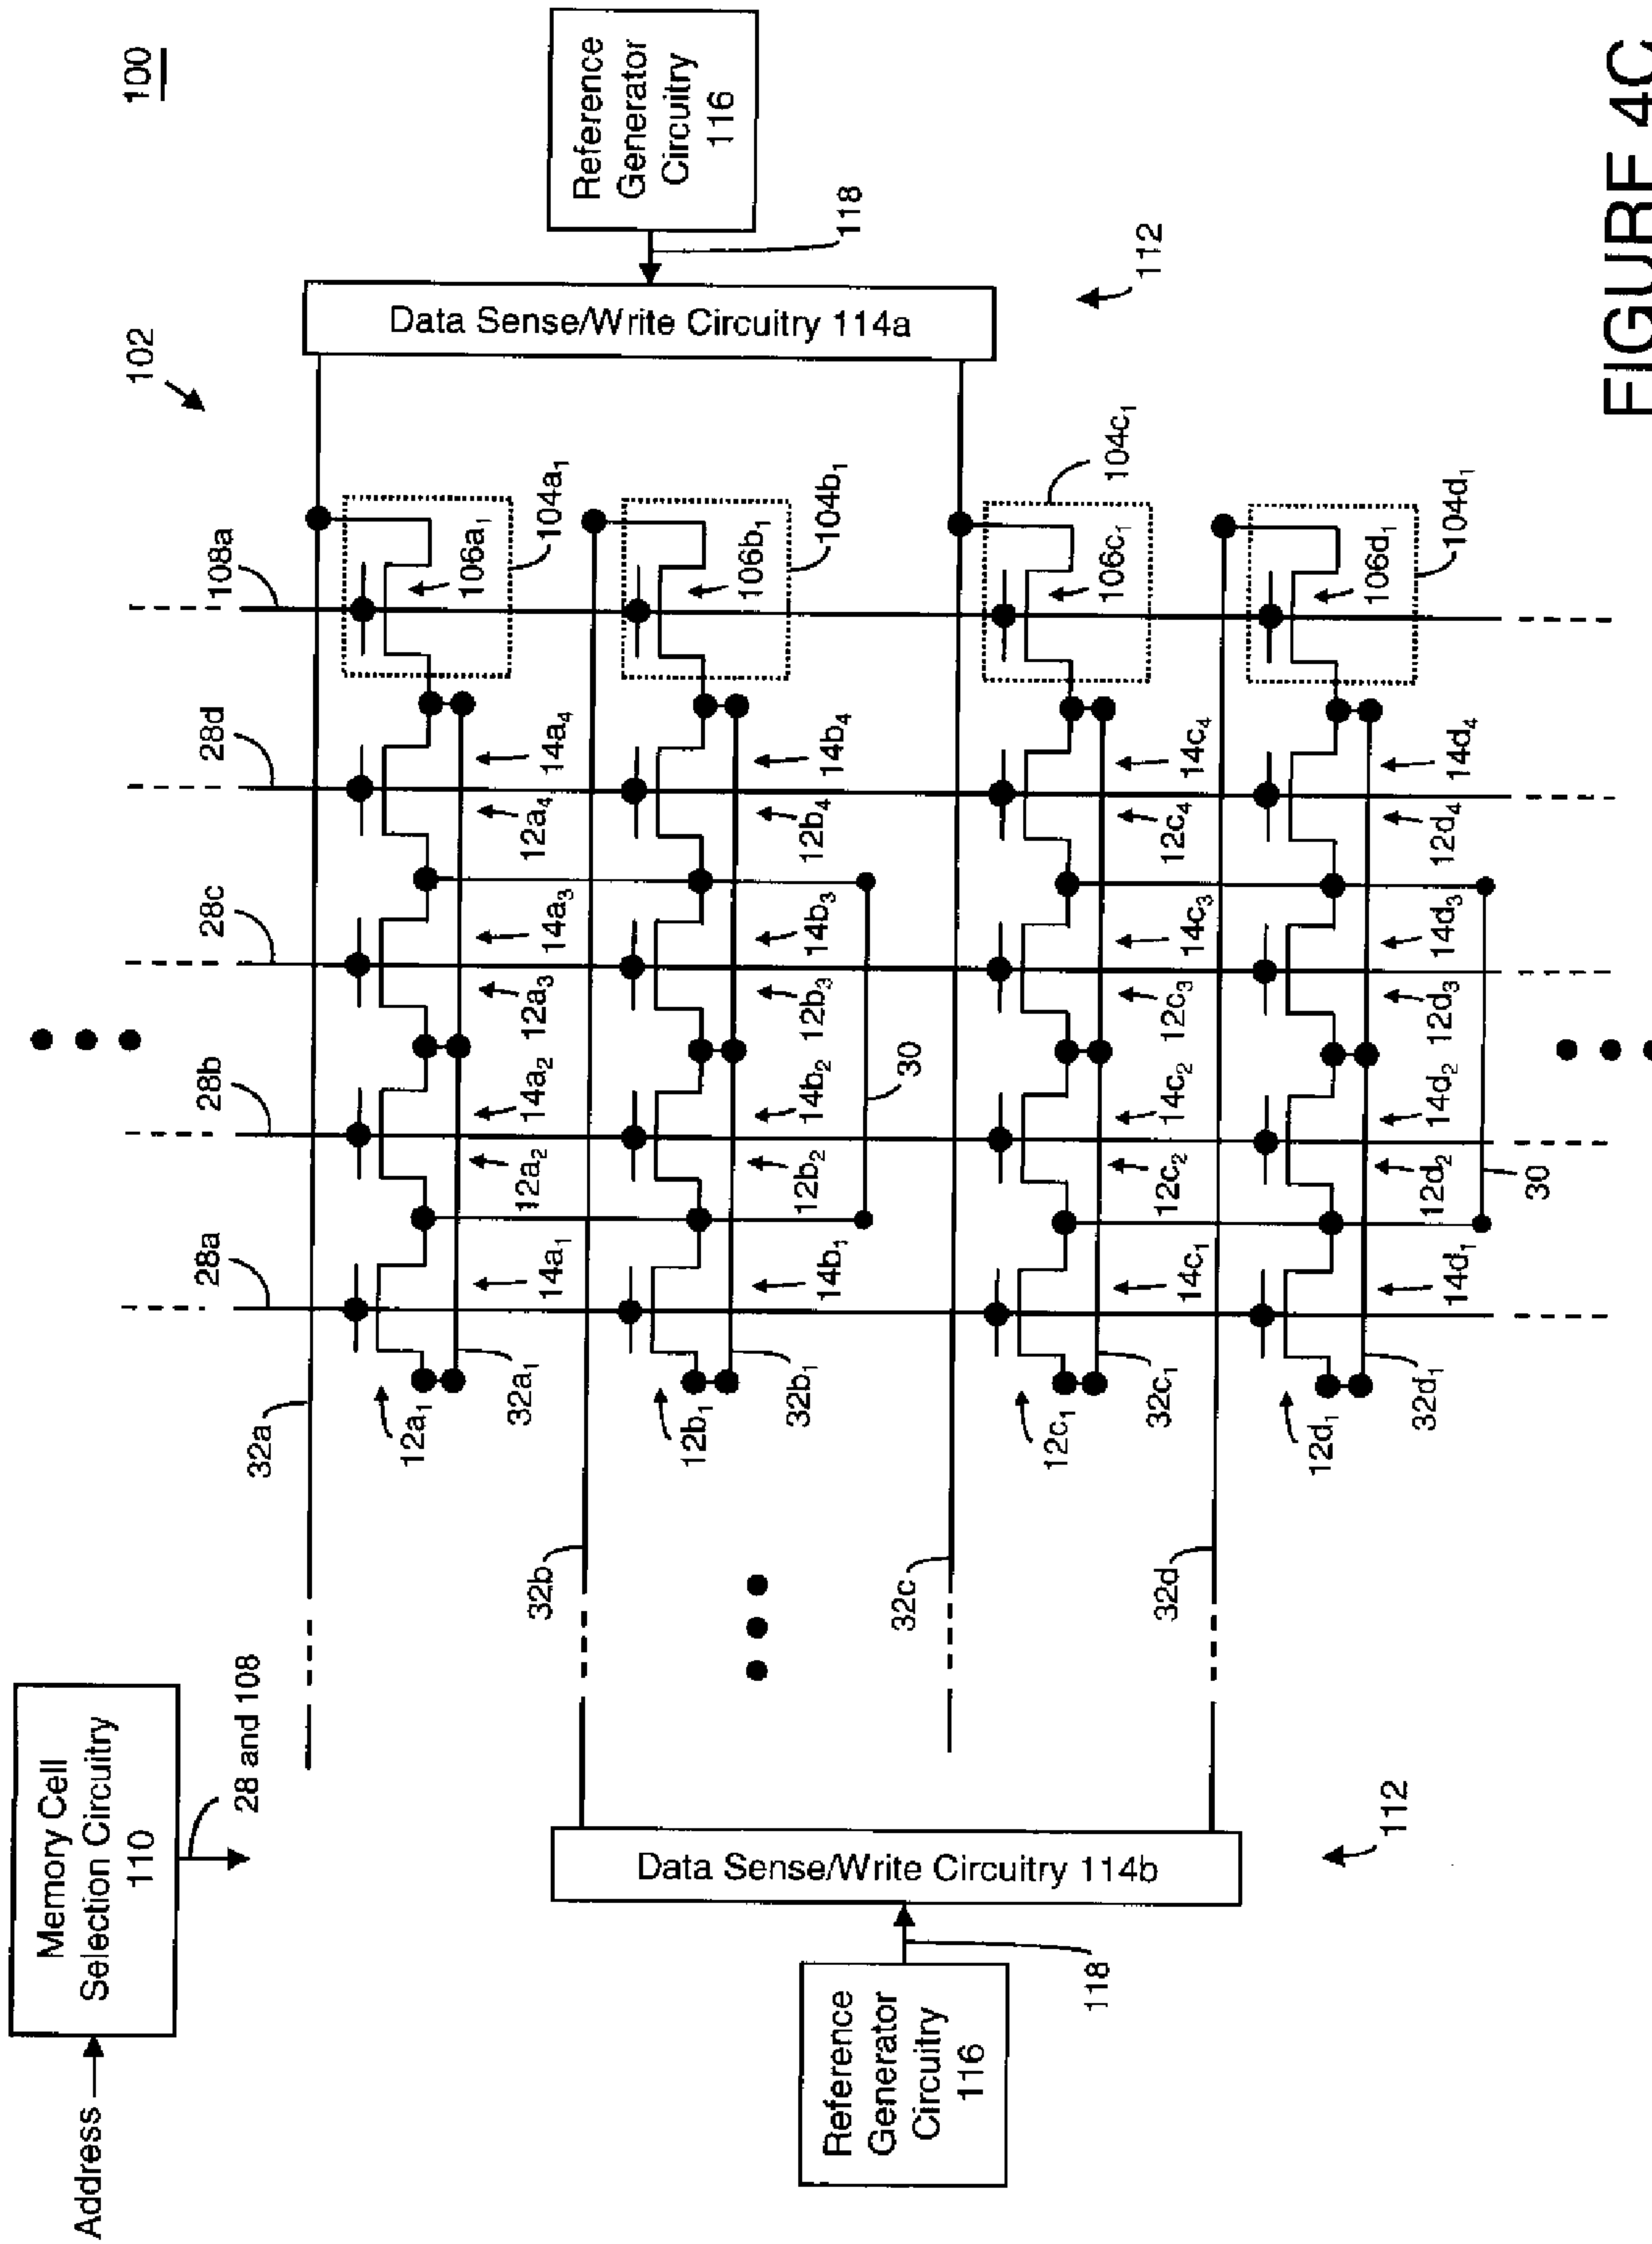 100
102
Address
Memory Cell
Selection Circuitry
110
28 and 108
32a
28a
28b
28c
28d
108a
12a₁
32a₁
14a₁
12a₂
14a₂
12a₃
14a₃
12a₄
14a₄
106a₁
104a₁
Data Sense/Write Circuitry 114a
Reference
Generator
Circuitry
116
118
112
32b
12b₁
32b₁
14b₁
12b₂
14b₂
12b₃
14b₃
12b₄
14b₄
106b₁
104b₁
30
Data Sense/Write Circuitry 114b
Reference
Generator
Circuitry
116
118
112
32c
12c₁
32c₁
14c₁
12c₂
14c₂
12c₃
14c₃
12c₄
14c₄
106c₁
104c₁
32d
12d₁
32d₁
14d₁
12d₂
14d₂
12d₃
14d₃
12d₄
14d₄
106d₁
104d₁
30
FIGURE 4C